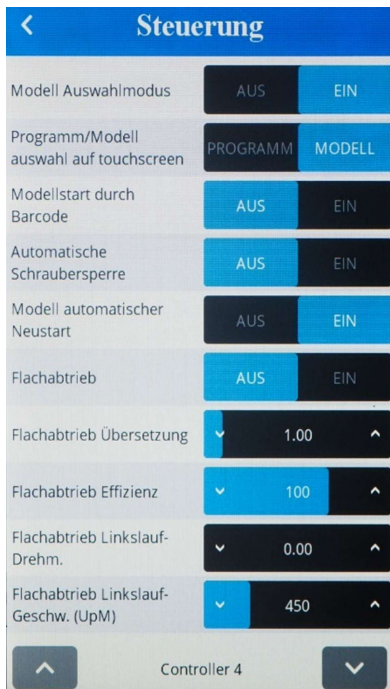 Steuerung
Modell Auswahlmodus
AUS
EIN
Programm/Modell
auswahl auf touchscreen
PROGRAMM
MODELL
Modellstart durch
Barcode
AUS
EIN
Automatische
Schraubersperre
AUS
EIN
Modell automatischer
Neustart
AUS
EIN
Flachabtrieb
AUS
EIN
Flachabtrieb Übersetzung
1.00
Flachabtrieb Effizienz
100
Flachabtrieb Linkslauf-
Drehm.
0.00
Flachabtrieb Linkslauf-
Geschw. (UpM)
450
Controller 4